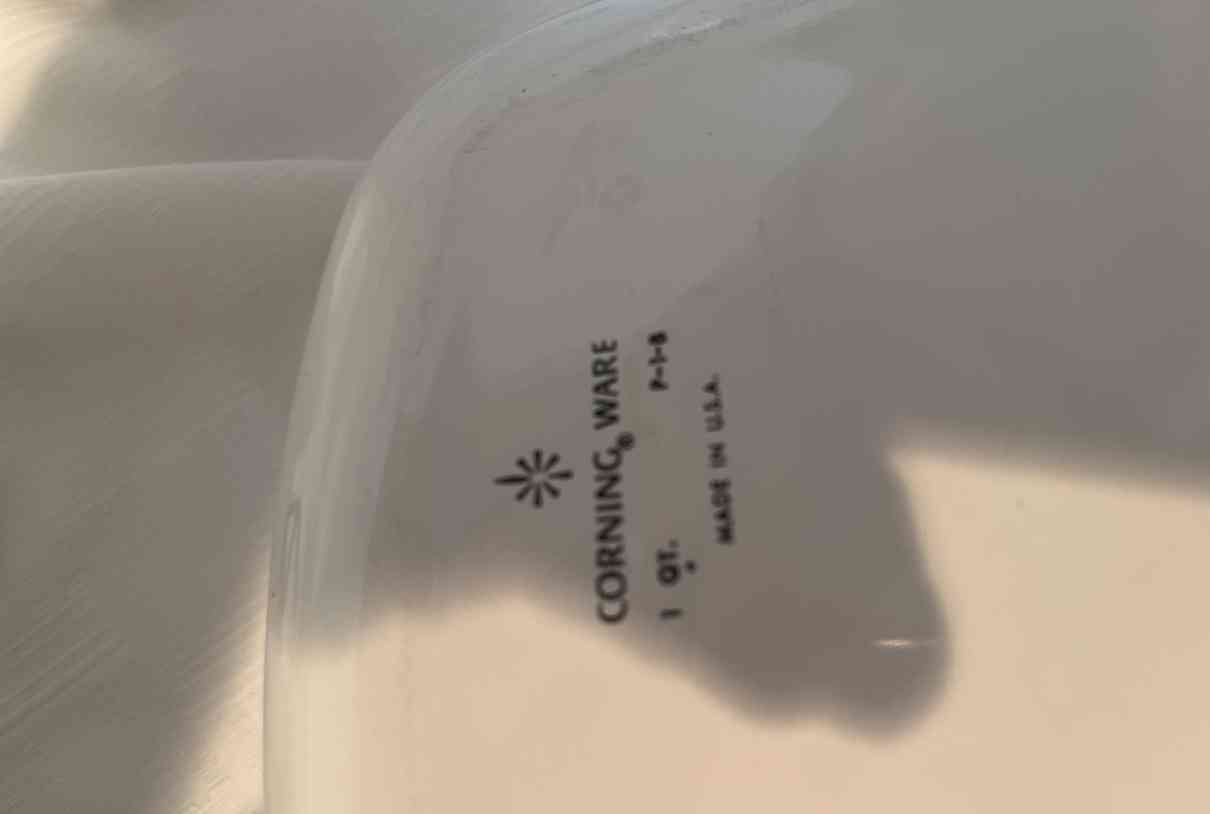 CORNING® WARE
1 QT. P-1-B
MADE IN U.S.A.